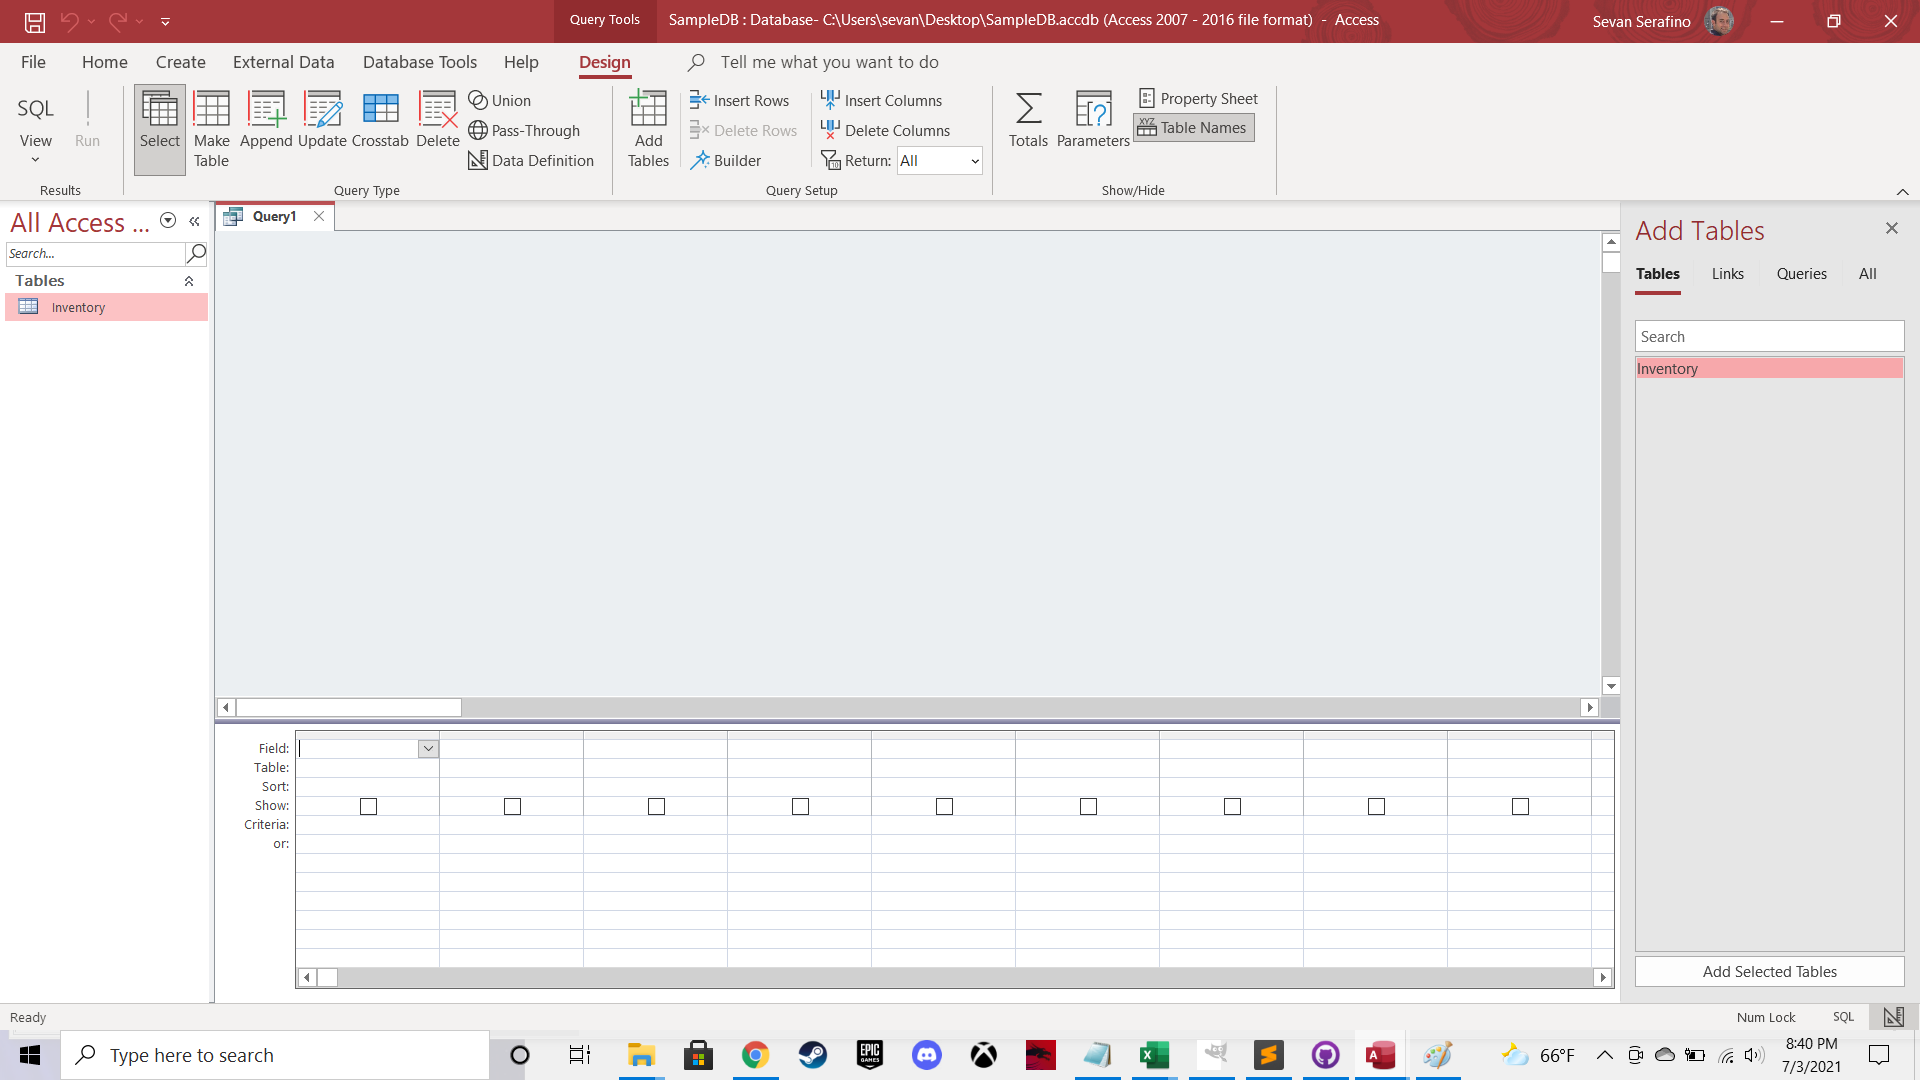 Query Tools
SampleDB : Database- C:\Users\sevan\Desktop\SampleDB.accdb (Access 2007 - 2016 file format) - Access
Sevan Serafino
File Home Create External Data Database Tools Help Design Tell me what you want to do
SQL
View
Run
Results
Select
Make Table
Append
Update
Crosstab
Delete
Union
Pass-Through
Data Definition
Query Type
Add Tables
Insert Rows
Delete Rows
Builder
Insert Columns
Delete Columns
Return: All
Query Setup
Totals
Parameters
Property Sheet
XYZ Table Names
Show/Hide
All Access ...
Search...
Tables
Inventory
Query1
Field:
Table:
Sort:
Show:
Criteria:
or:
Add Tables
Tables Links Queries All
Search
Inventory
Add Selected Tables
Ready
Num Lock SQL
Type here to search
EPIC GAMES
66°F
8:40 PM
7/3/2021